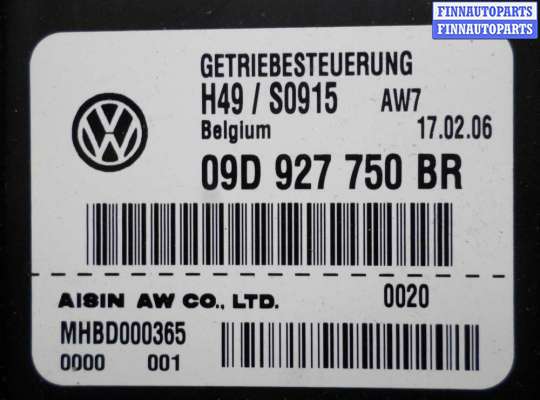 FINNAUTOPARTS
FINNAUTOPARTS
GETRIEBESTEUERUNG
H49 / S0915 AW7
Belgium 17.02.06
09D 927 750 BR
AISIN AW CO., LTD. 0020
MHBD000365
0000 001